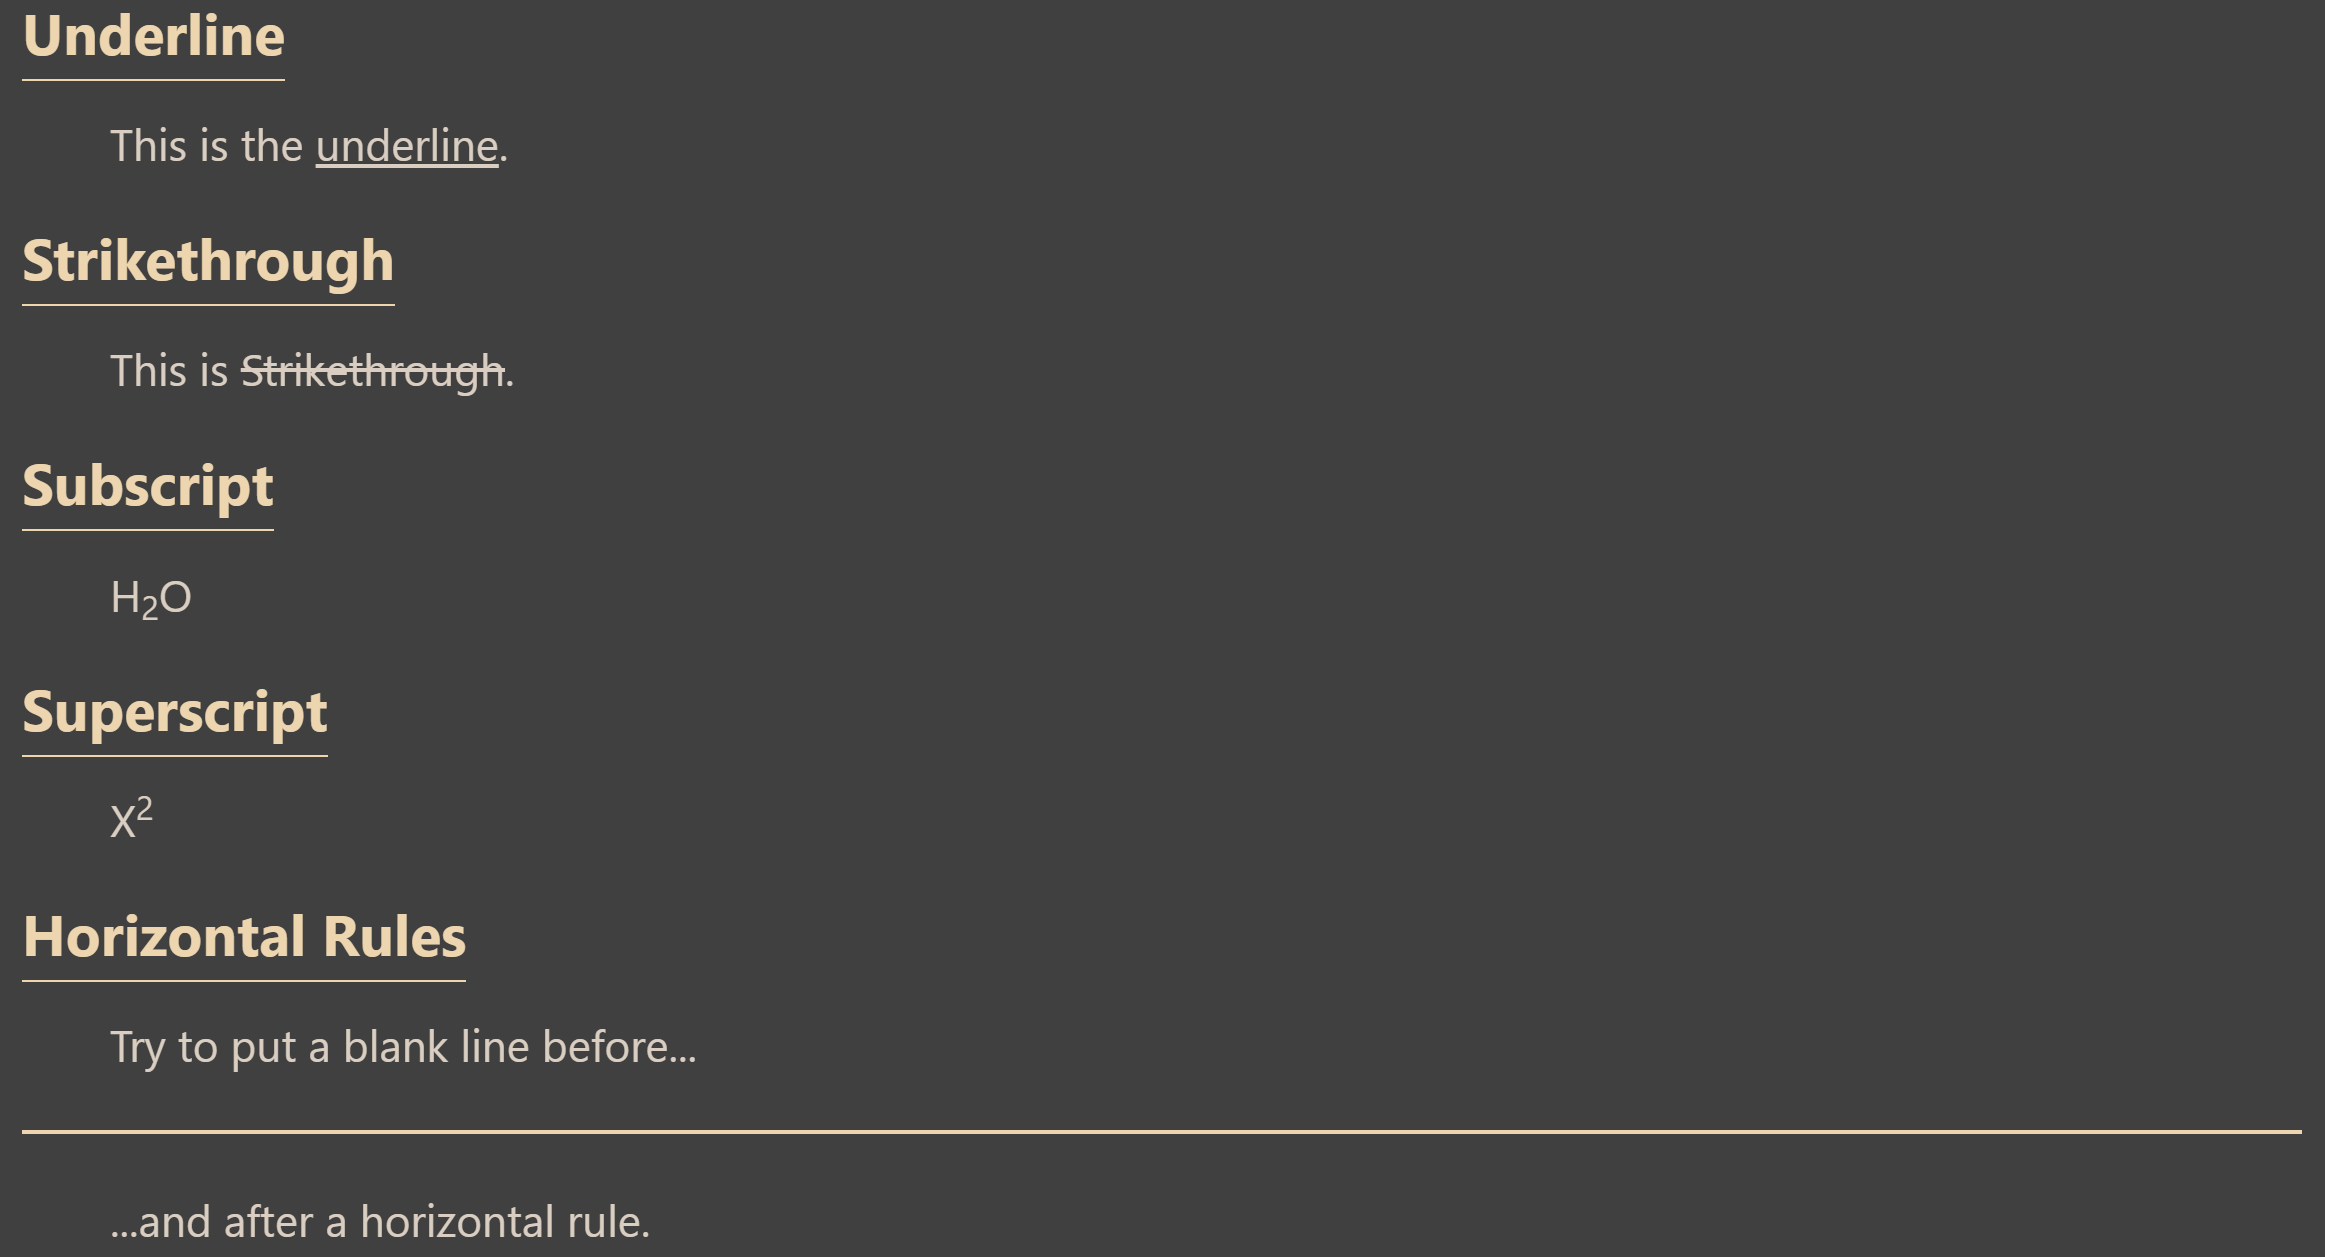 Underline
This is the underline.
Strikethrough
This is Strikethrough.
Subscript
H₂O
Superscript
X²
Horizontal Rules
Try to put a blank line before...
...and after a horizontal rule.